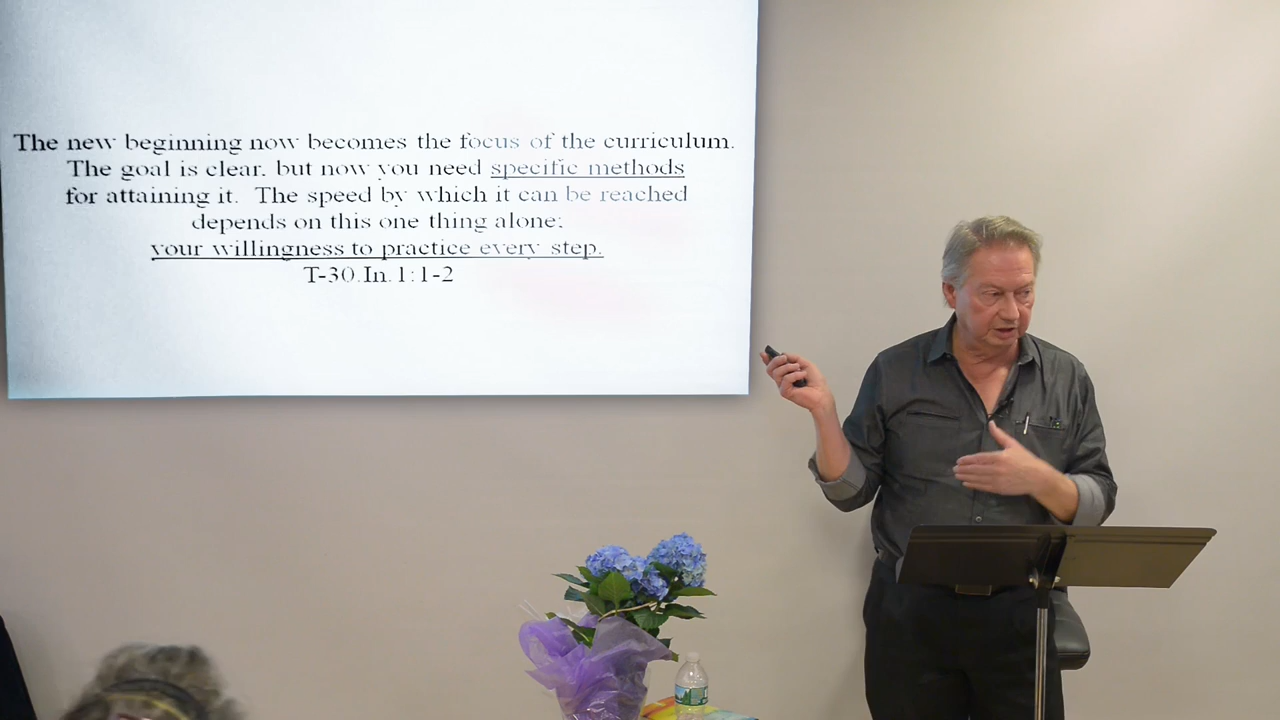 The new beginning now becomes the focus of the curriculum.
The goal is clear, but now you need specific methods
for attaining it. The speed by which it can be reached
depends on this one thing alone:
your willingness to practice every step.
T-30.In.1:1-2